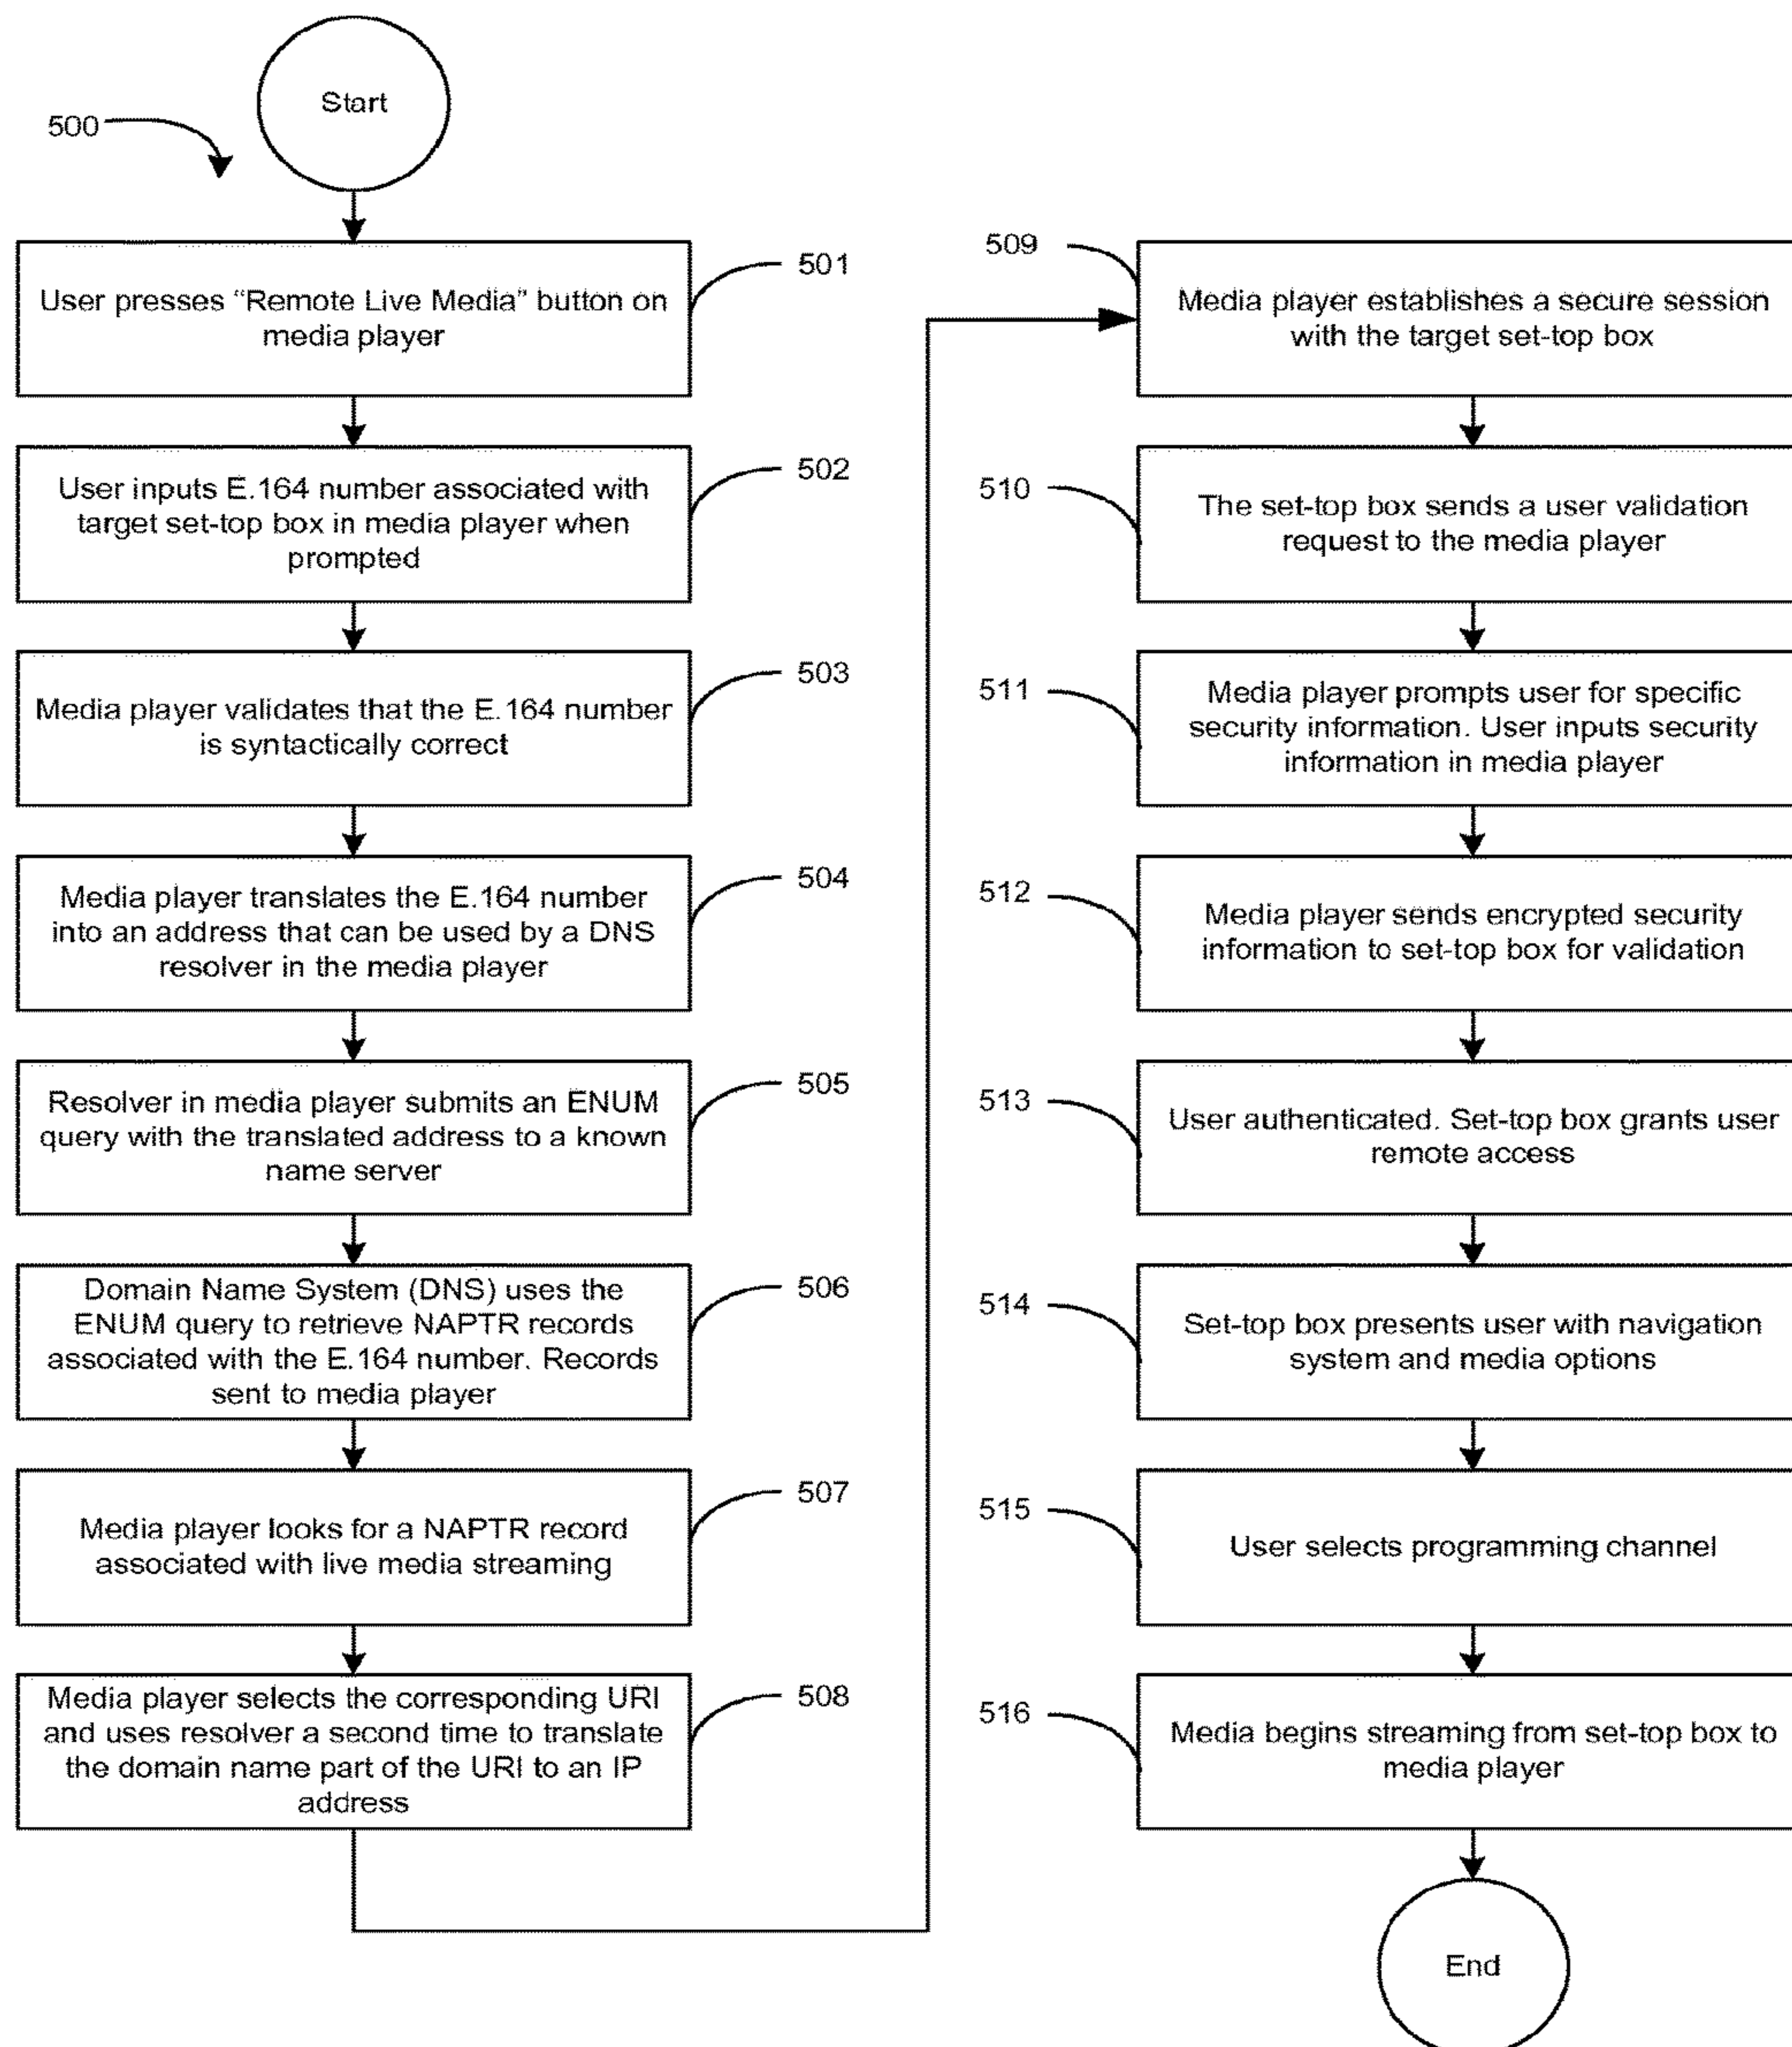 Start
500
User presses “Remote Live Media” button on
media player
501
User inputs E.164 number associated with
target set-top box in media player when
prompted
502
Media player validates that the E.164 number
is syntactically correct
503
Media player translates the E.164 number
into an address that can be used by a DNS
resolver in the media player
504
Resolver in media player submits an ENUM
query with the translated address to a known
name server
505
Domain Name System (DNS) uses the
ENUM query to retrieve NAPTR records
associated with the E.164 number. Records
sent to media player
506
Media player looks for a NAPTR record
associated with live media streaming
507
Media player selects the corresponding URI
and uses resolver a second time to translate
the domain name part of the URI to an IP
address
508
509
Media player establishes a secure session
with the target set-top box
510
The set-top box sends a user validation
request to the media player
511
Media player prompts user for specific
security information. User inputs security
information in media player
512
Media player sends encrypted security
information to set-top box for validation
513
User authenticated. Set-top box grants user
remote access
514
Set-top box presents user with navigation
system and media options
515
User selects programming channel
516
Media begins streaming from set-top box to
media player
End